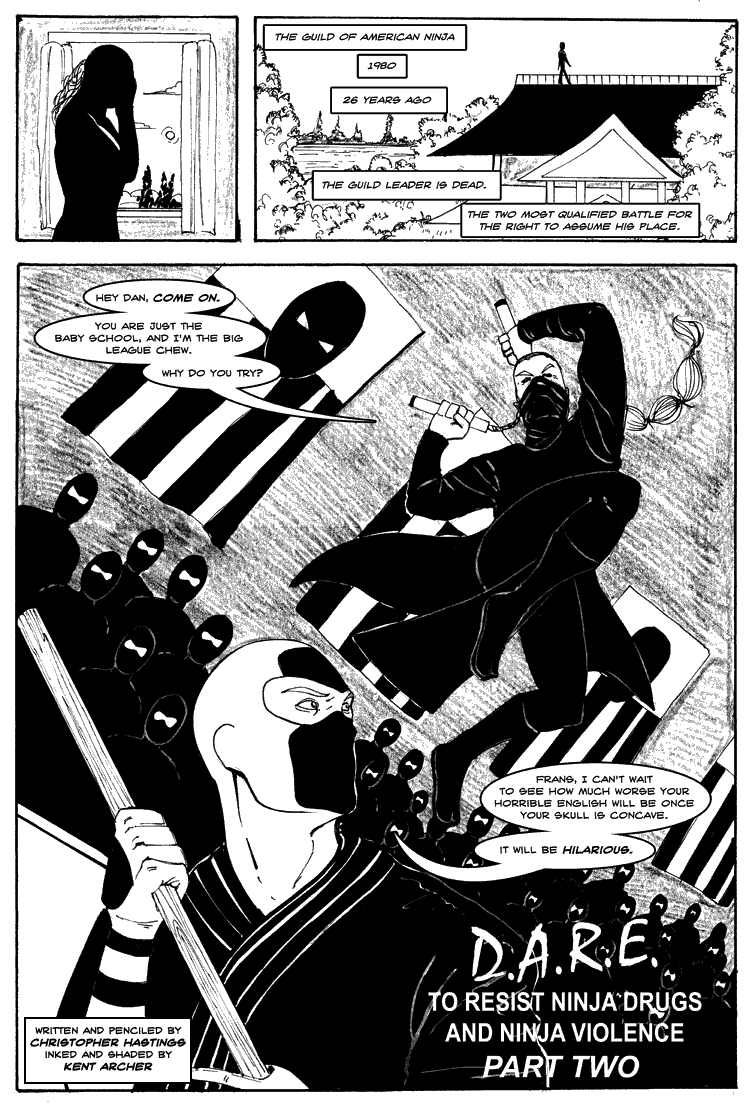 THE GUILD OF AMERICAN NINJA
1980
26 YEARS AGO
THE GUILD LEADER IS DEAD.
THE TWO MOST QUALIFIED BATTLE FOR
THE RIGHT TO ASSUME HIS PLACE.
HEY DAN, COME ON.
YOU ARE JUST THE
BABY SCHOOL, AND I'M THE BIG
LEAGUE CHEW.
WHY DO YOU TRY?
FRANS, I CAN'T WAIT
TO SEE HOW MUCH WORSE YOUR
HORRIBLE ENGLISH WILL BE ONCE
YOUR SKULL IS CONCAVE.
IT WILL BE HILARIOUS.
D.A.R.E.
TO RESIST NINJA DRUGS
AND NINJA VIOLENCE
PART TWO
WRITTEN AND PENCILED BY
CHRISTOPHER HASTINGS
INKED AND SHADED BY
KENT ARCHER